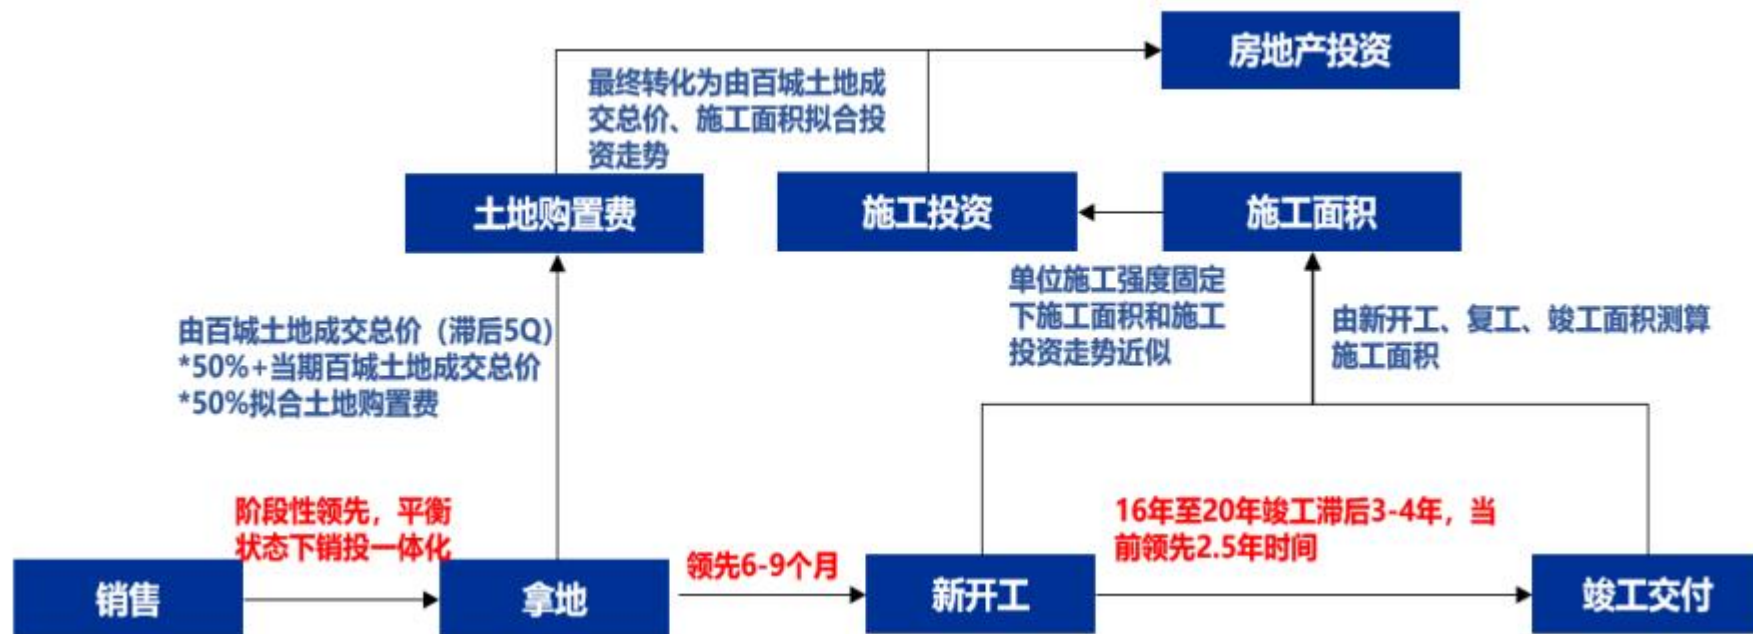 房地产投资
最终转化为由百城土地成
交总价、施工面积拟合投
资走势
土地购置费
施工投资
施工面积
由百城土地成交总价（滞后5Q）
*50%+当期百城土地成交总价
*50%拟合土地购置费
单位施工强度固定
下施工面积和施工
投资走势近似
由新开工、复工、竣工面积测算
施工面积
阶段性领先，平衡
状态下销投一体化
领先6-9个月
16年至20年竣工滞后3-4年，当
前领先2.5年时间
销售
拿地
新开工
竣工交付